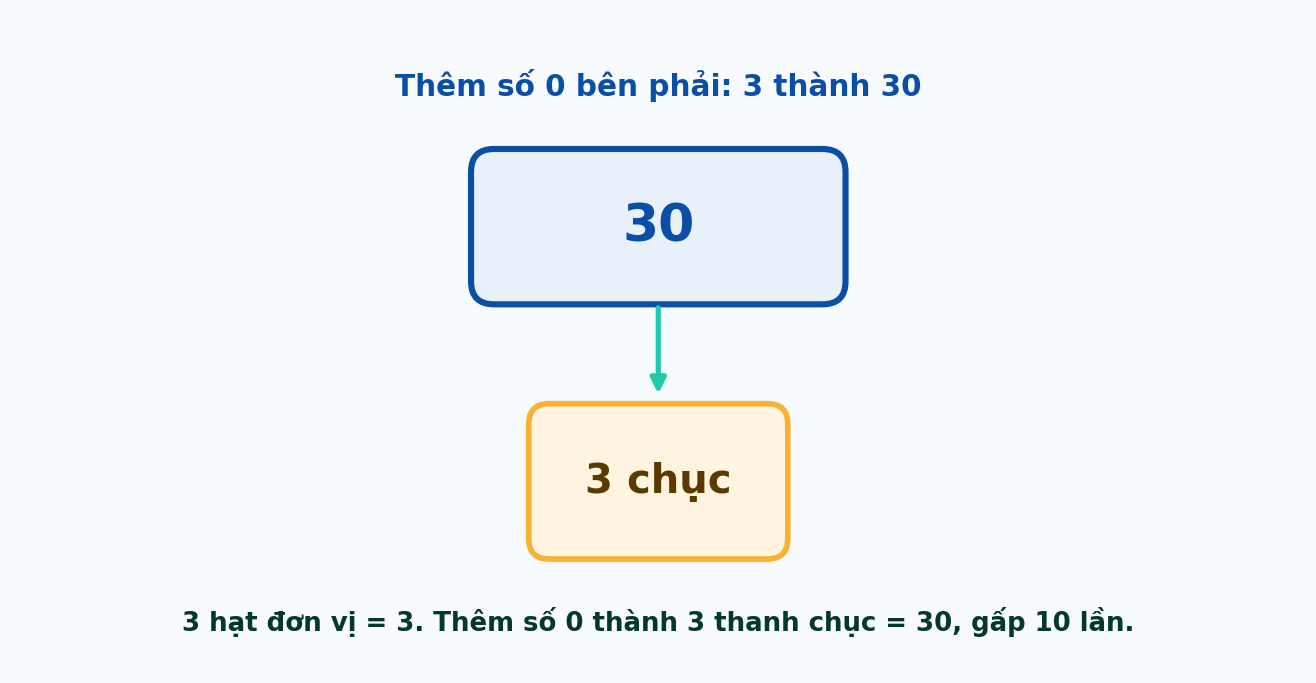 Thêm số 0 bên phải: 3 thành 30
30
3 chục
3 hạt đơn vị = 3. Thêm số 0 thành 3 thanh chục = 30, gấp 10 lần.